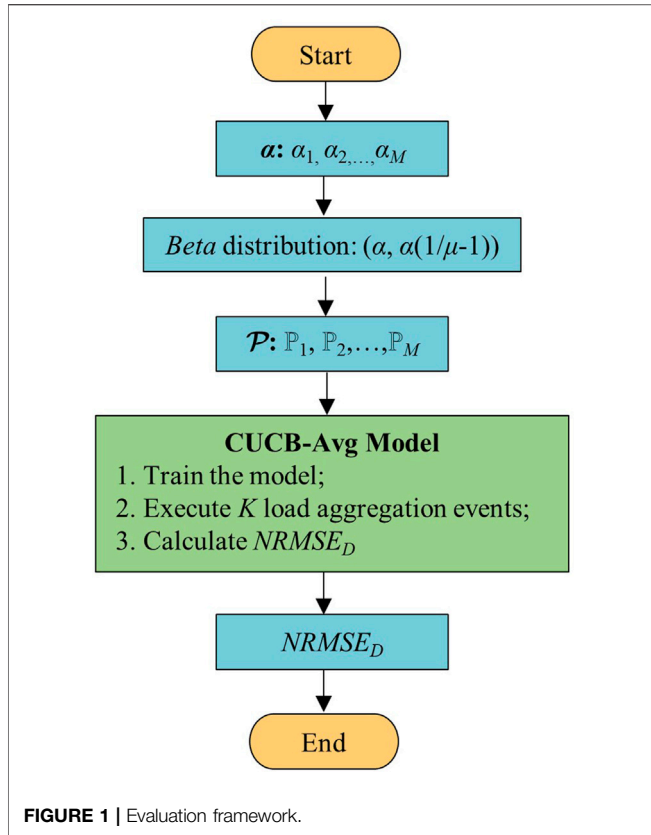 Start
α: α1, α2,…, αM
Beta distribution: (α, α(1/μ-1))
𝓟: ℙ1, ℙ2,…,ℙM
CUCB-Avg Model
1. Train the model;
2. Execute K load aggregation events;
3. Calculate NRMSED
NRMSED
End
FIGURE 1 | Evaluation framework.